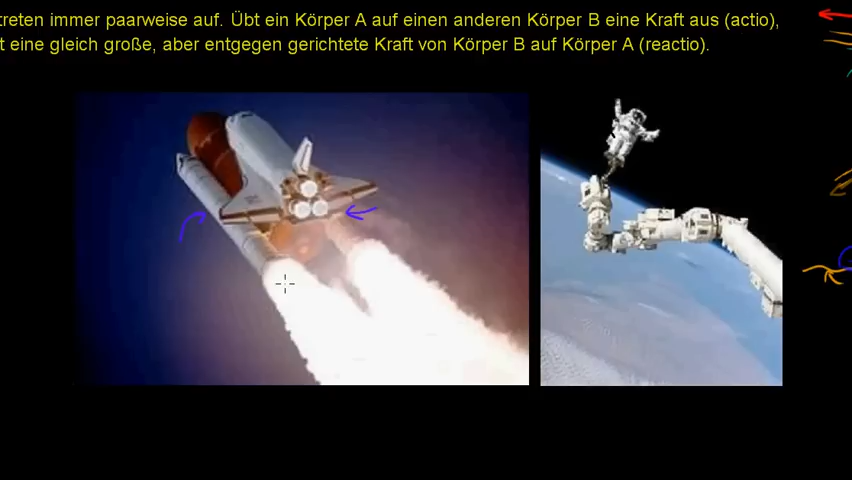 treten immer paarweise auf. Übt ein Körper A auf einen anderen Körper B eine Kraft aus (actio),
t eine gleich große, aber entgegen gerichtete Kraft von Körper B auf Körper A (reactio).